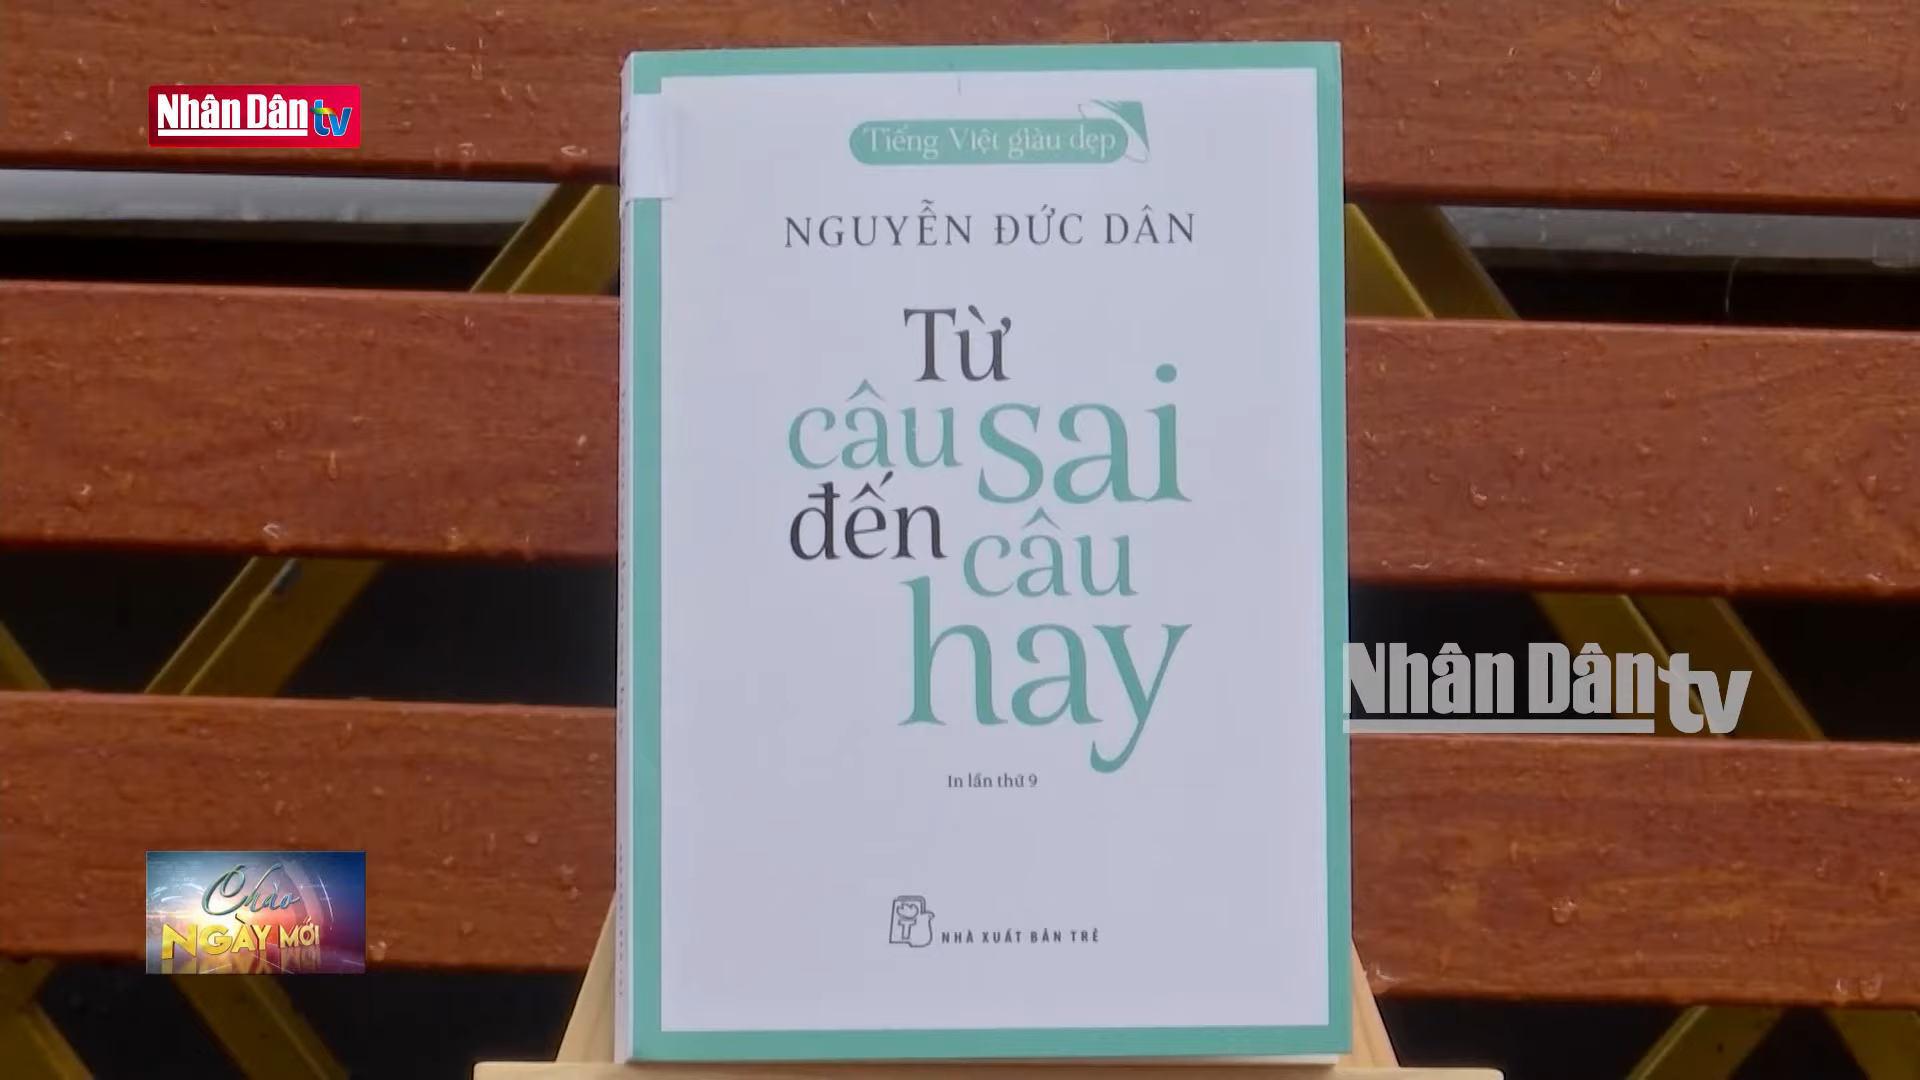 Nhân Dân tv
Tiếng Việt giàu đẹp
NGUYỄN ĐỨC DÂN
Từ
câu sai
đến câu
hay
In lần thứ 9
NHÀ XUẤT BẢN TRẺ
Nhân Dân tv
Chào
NGÀY MỚI